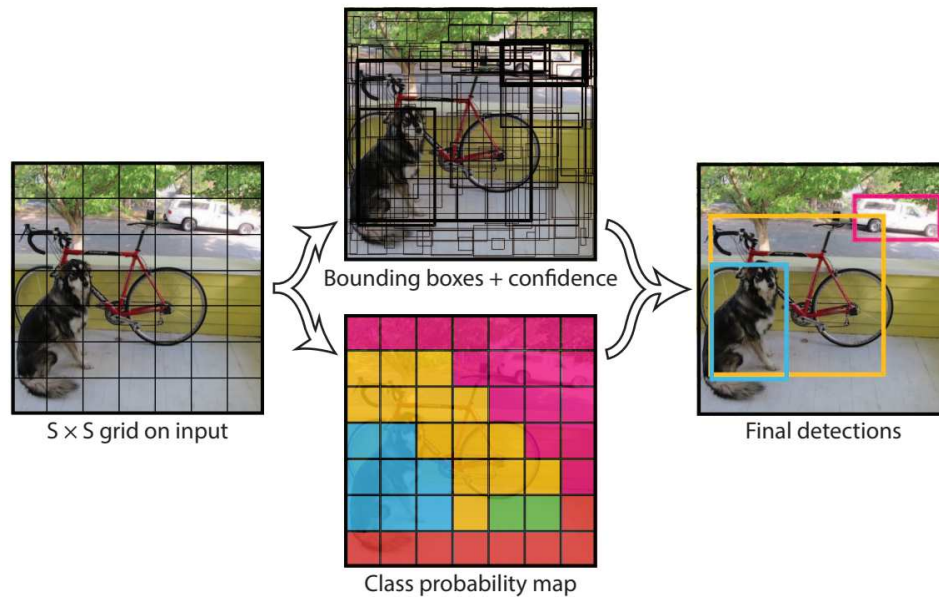 Bounding boxes + confidence
S × S grid on input
Final detections
Class probability map